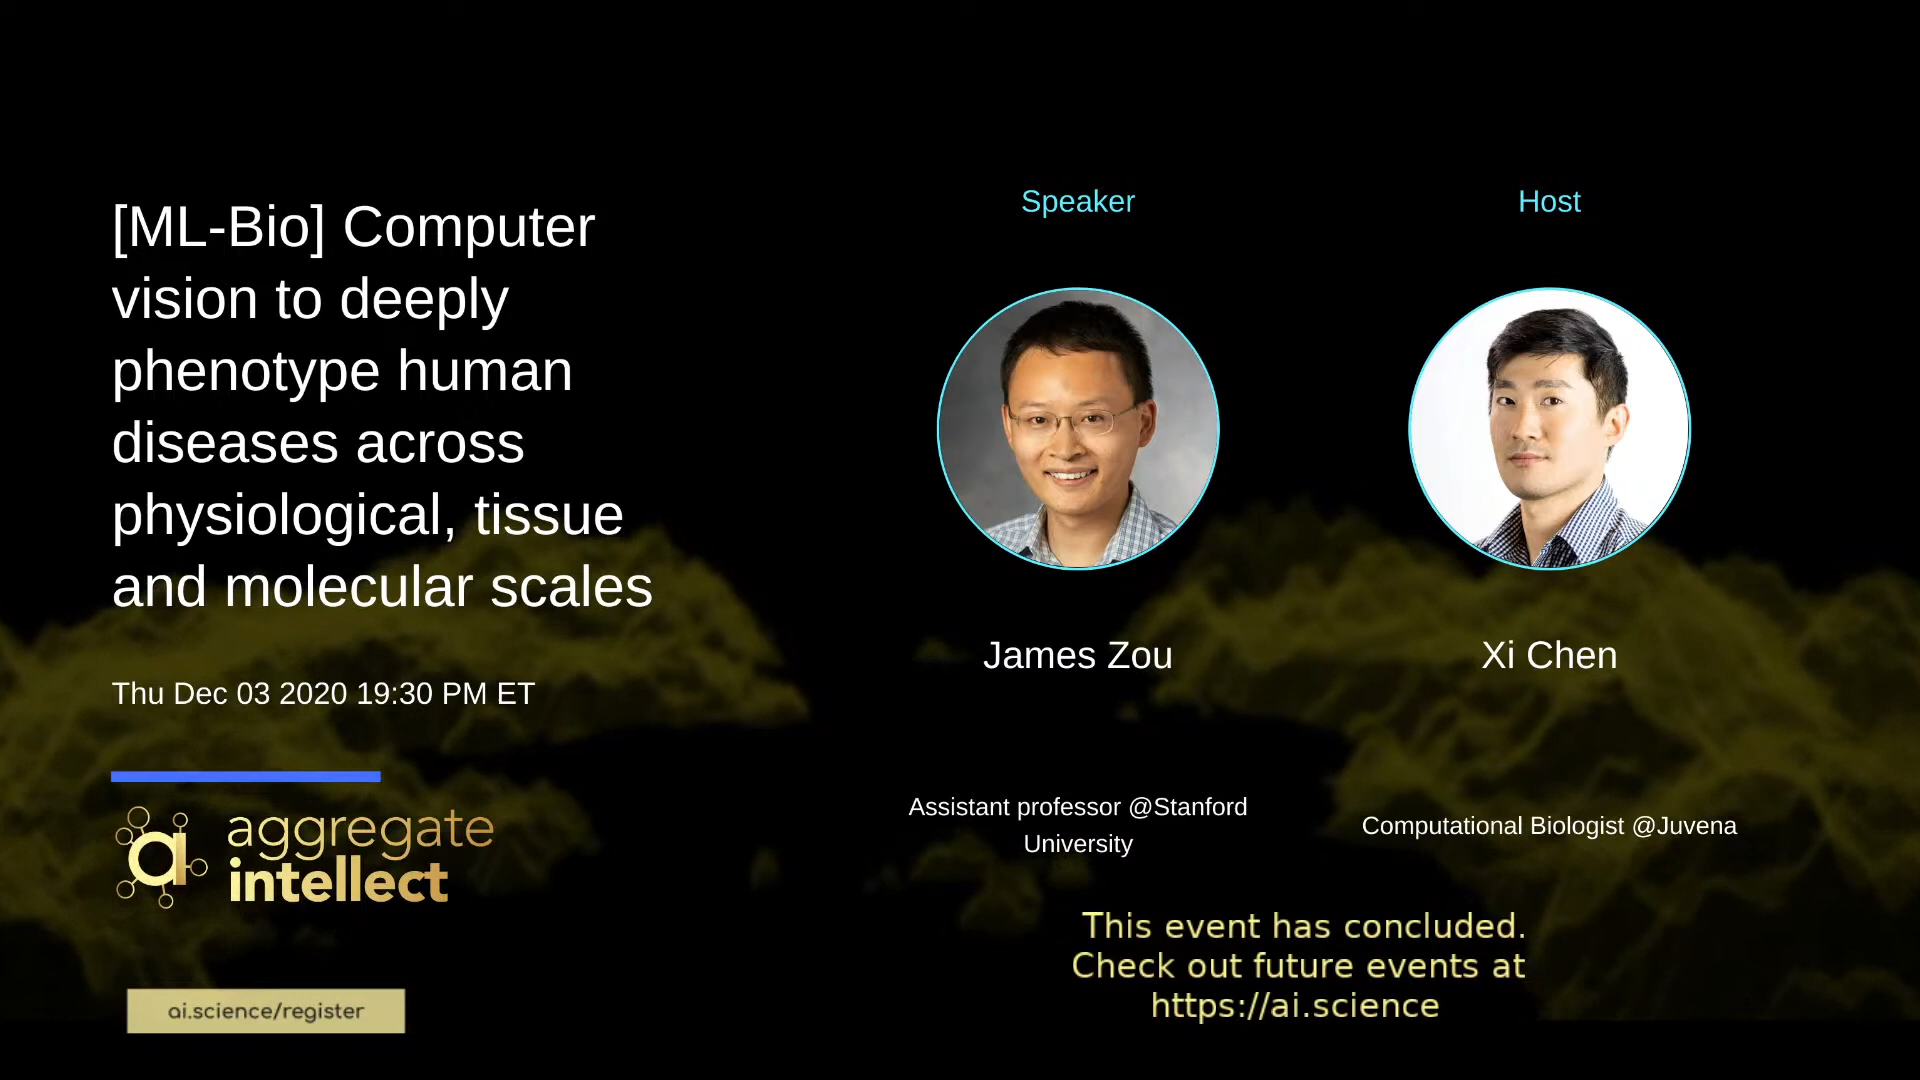 [ML-Bio] Computer
vision to deeply
phenotype human
diseases across
physiological, tissue
and molecular scales
Thu Dec 03 2020 19:30 PM ET
aggregate
intellect
ai.science/register
Speaker
James Zou
Assistant professor @Stanford
University
Host
Xi Chen
Computational Biologist @Juvena
This event has concluded.
Check out future events at
https://ai.science